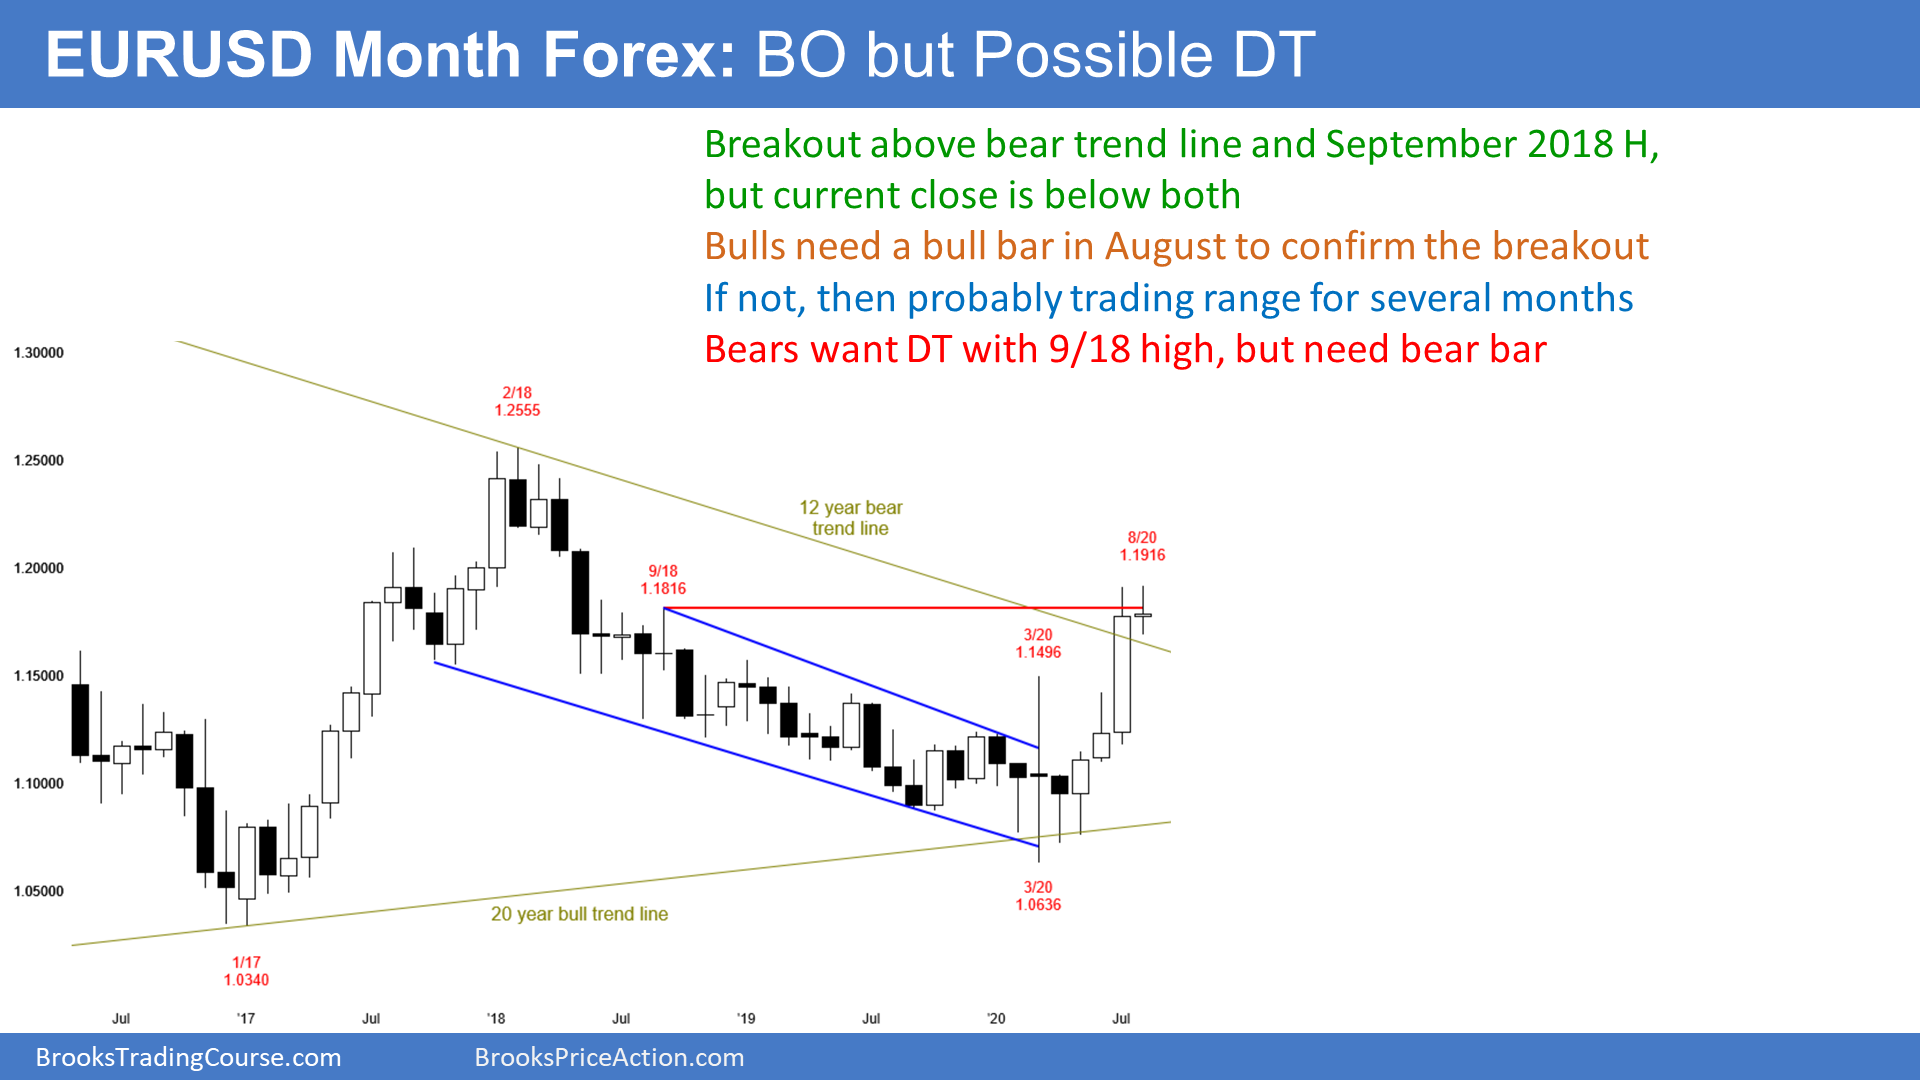 EURUSD Month Forex: BO but Possible DT
Breakout above bear trend line and September 2018 H,
but current close is below both
Bulls need a bull bar in August to confirm the breakout
If not, then probably trading range for several months
Bears want DT with 9/18 high, but need bear bar
1.30000
1.25000
1.20000
1.15000
1.10000
1.05000
2/18
1.2555
12 year bear
trend line
8/20
1.1916
9/18
1.1816
3/20
1.1496
3/20
1.0636
20 year bull trend line
1/17
1.0340
Jul
'17
Jul
'18
Jul
'19
Jul
'20
Jul
BrooksTradingCourse.com
BrooksPriceAction.com